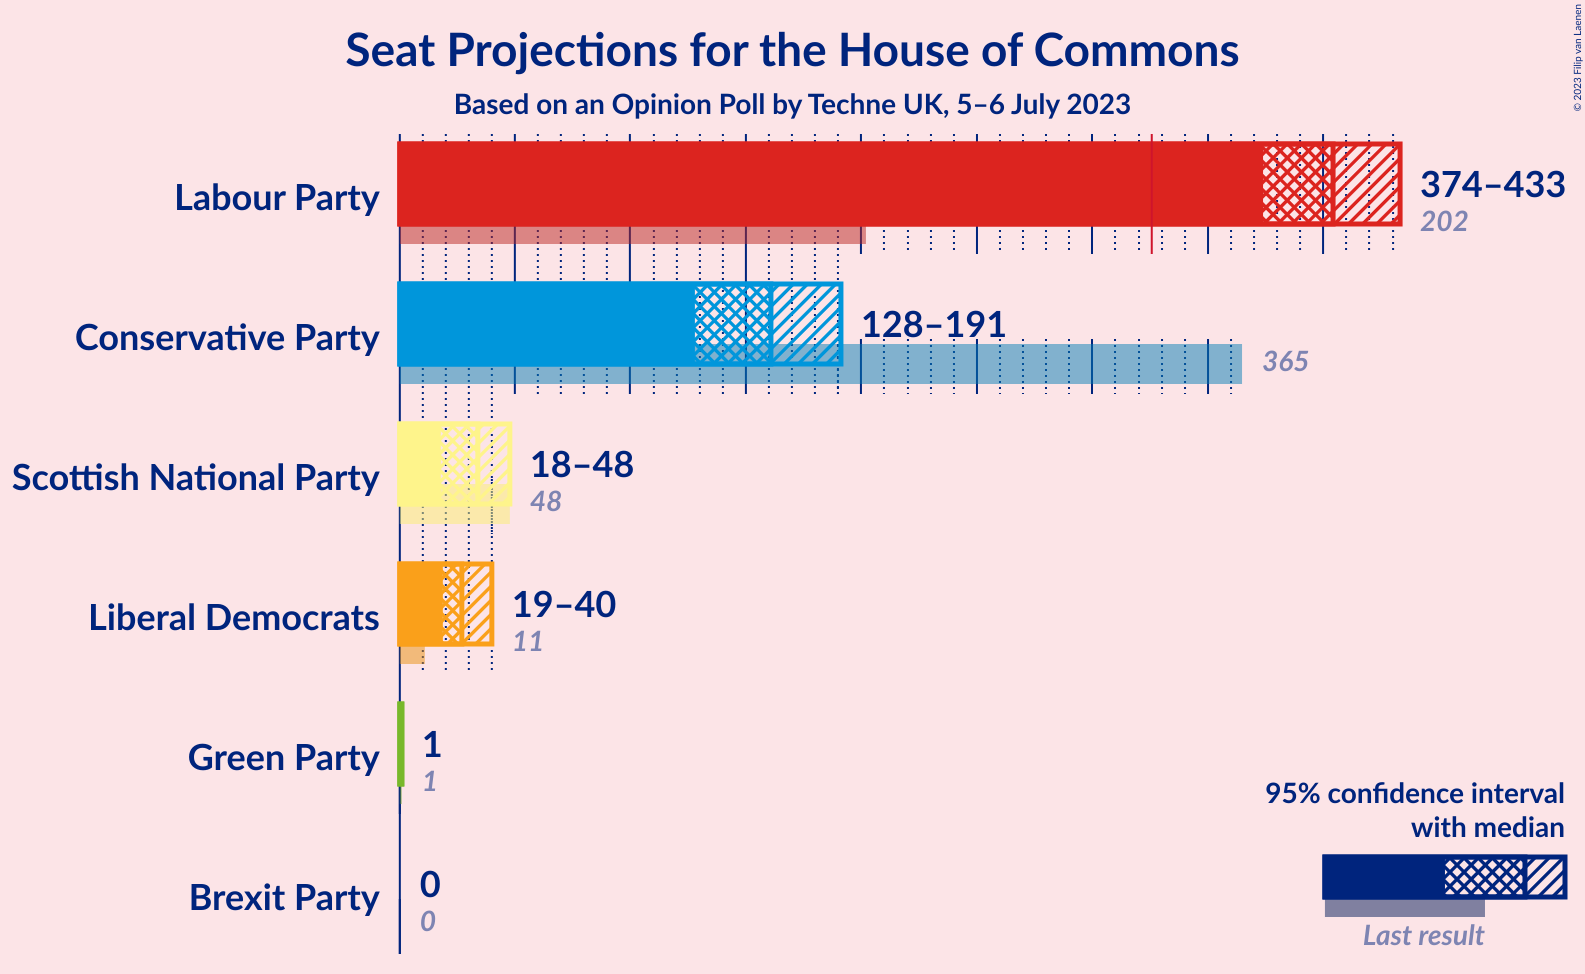 Seat Projections for the House of Commons
Based on an Opinion Poll by Techne UK, 5–6 July 2023
© 2023 Filip van Laenen
Labour Party
374–433
202
Conservative Party
128–191
365
Scottish National Party
18–48
48
Liberal Democrats
19–40
11
Green Party
1
1
Brexit Party
0
0
95% confidence interval
with median
Last result